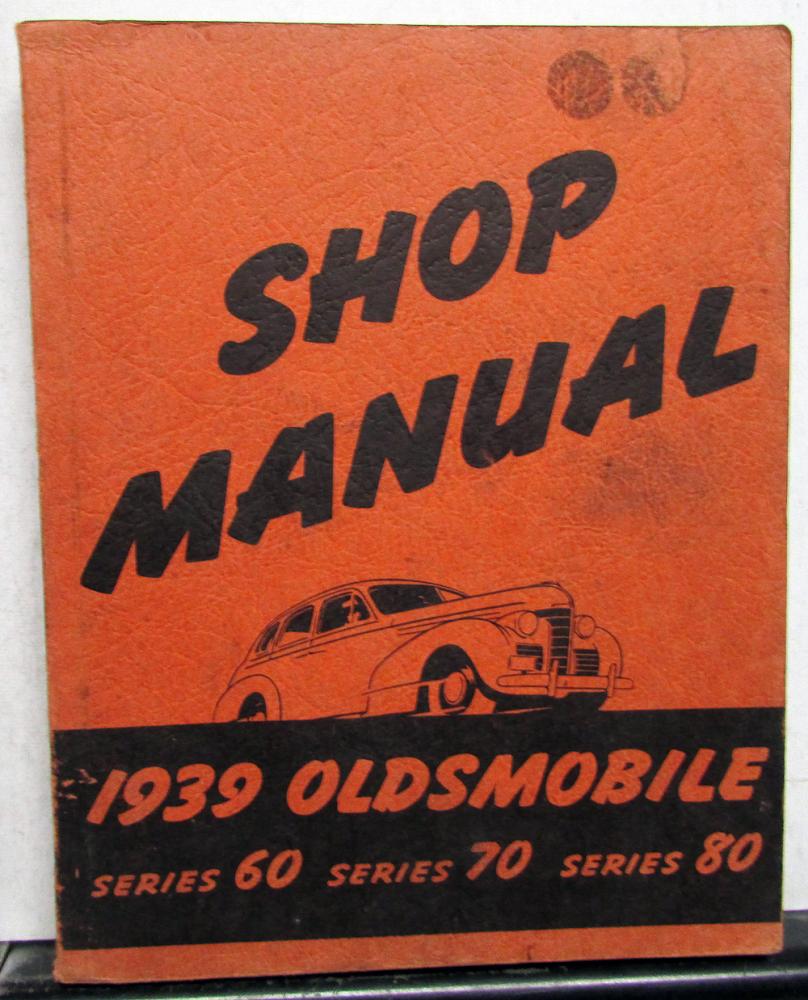 SHOP
MANUAL
1939 OLDSMOBILE
SERIES 60 SERIES 70 SERIES 80